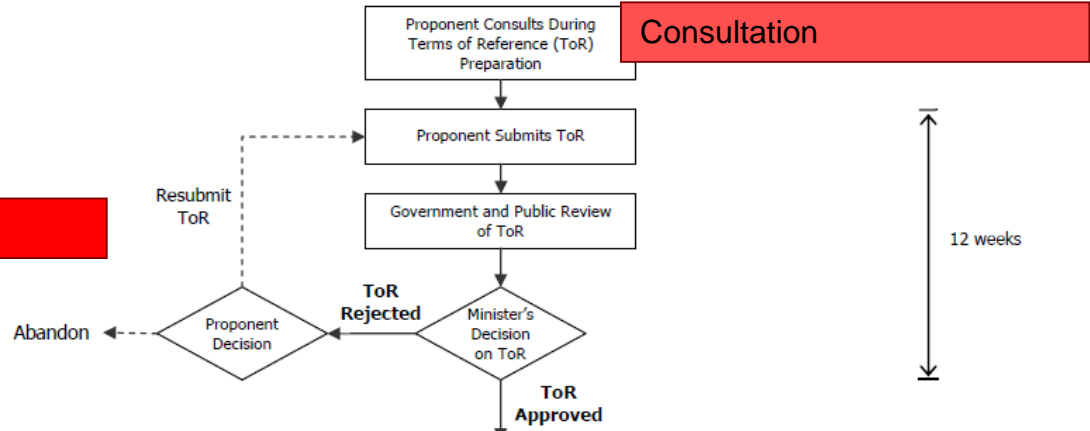 Proponent Consults During
Terms of Reference (ToR)
Preparation
Consultation
Proponent Submits ToR
Resubmit
ToR
Government and Public Review
of ToR
12 weeks
ToR
Rejected
Minister's
Decision
on ToR
Proponent
Decision
Abandon
ToR
Approved